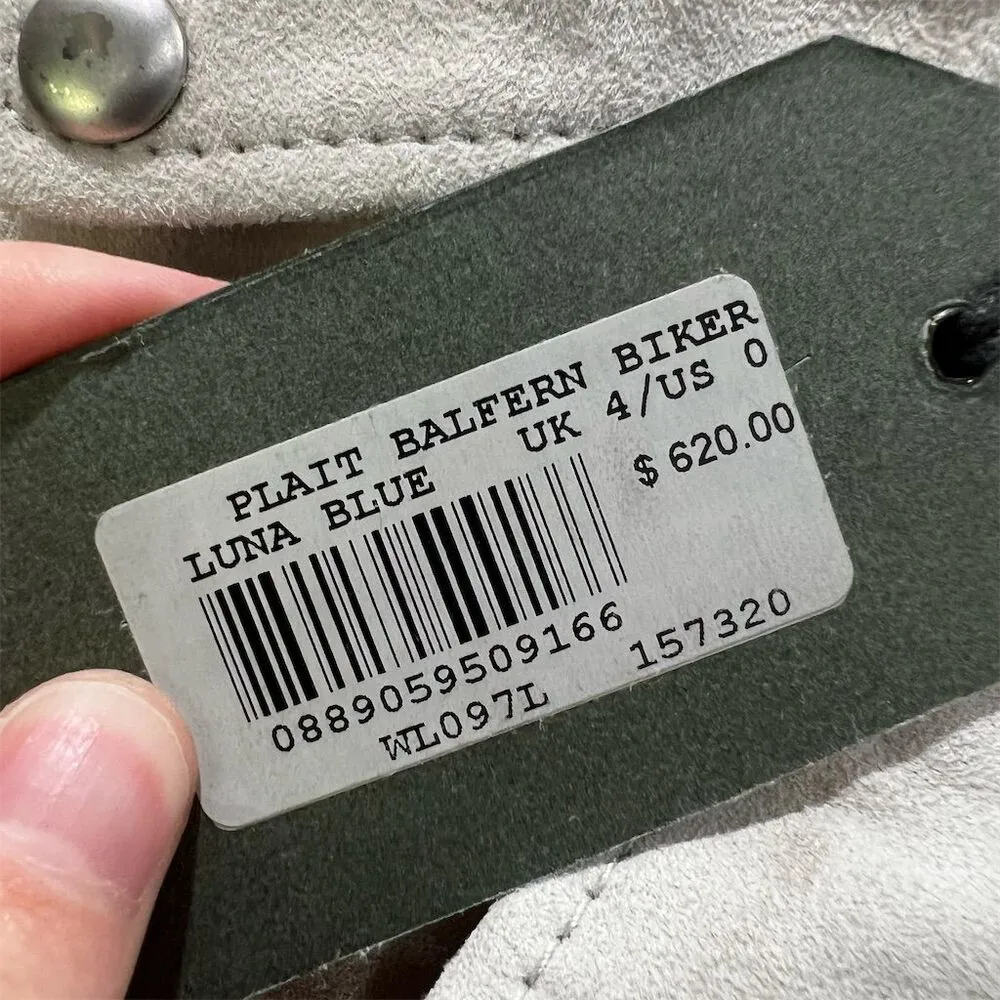 PLAIT BALFERN BIKER
LUNA BLUE UK 4/US 0
$ 620.00
0889059509166
WL097L 157320